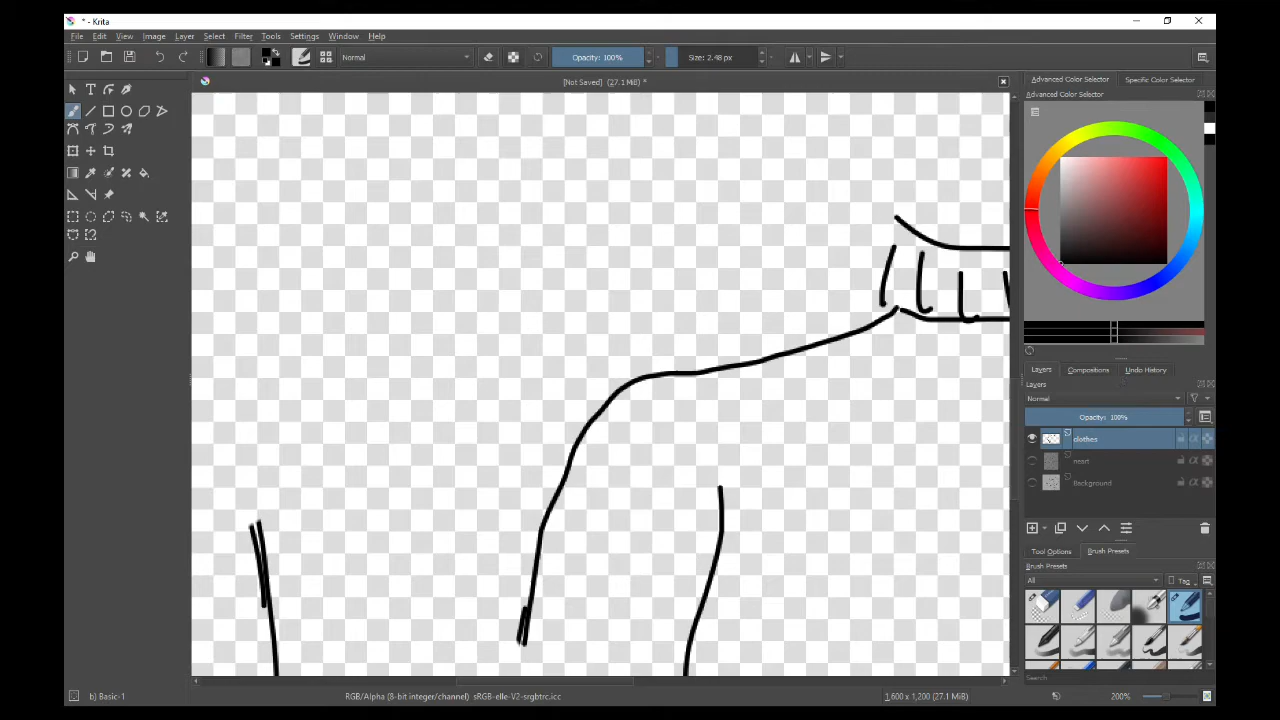 * - Krita
File Edit View Image Layer Select Filter Tools Settings Window Help
Normal Opacity: 100% Size: 2.48 px
[Not Saved] (27.1 MiB) *
Advanced Color Selector Specific Color Selector
Advanced Color Selector
Layers Compositions Undo History
Layers
Normal
Opacity: 100%
clothes
Background
Tool Options Brush Presets
Brush Presets
All Tag
Search
b) Basic-1 RGB/Alpha (8-bit integer/channel) sRGB-elle-V2-srgbtrc.icc 1,600 x 1,200 (27.1 MiB) 200%